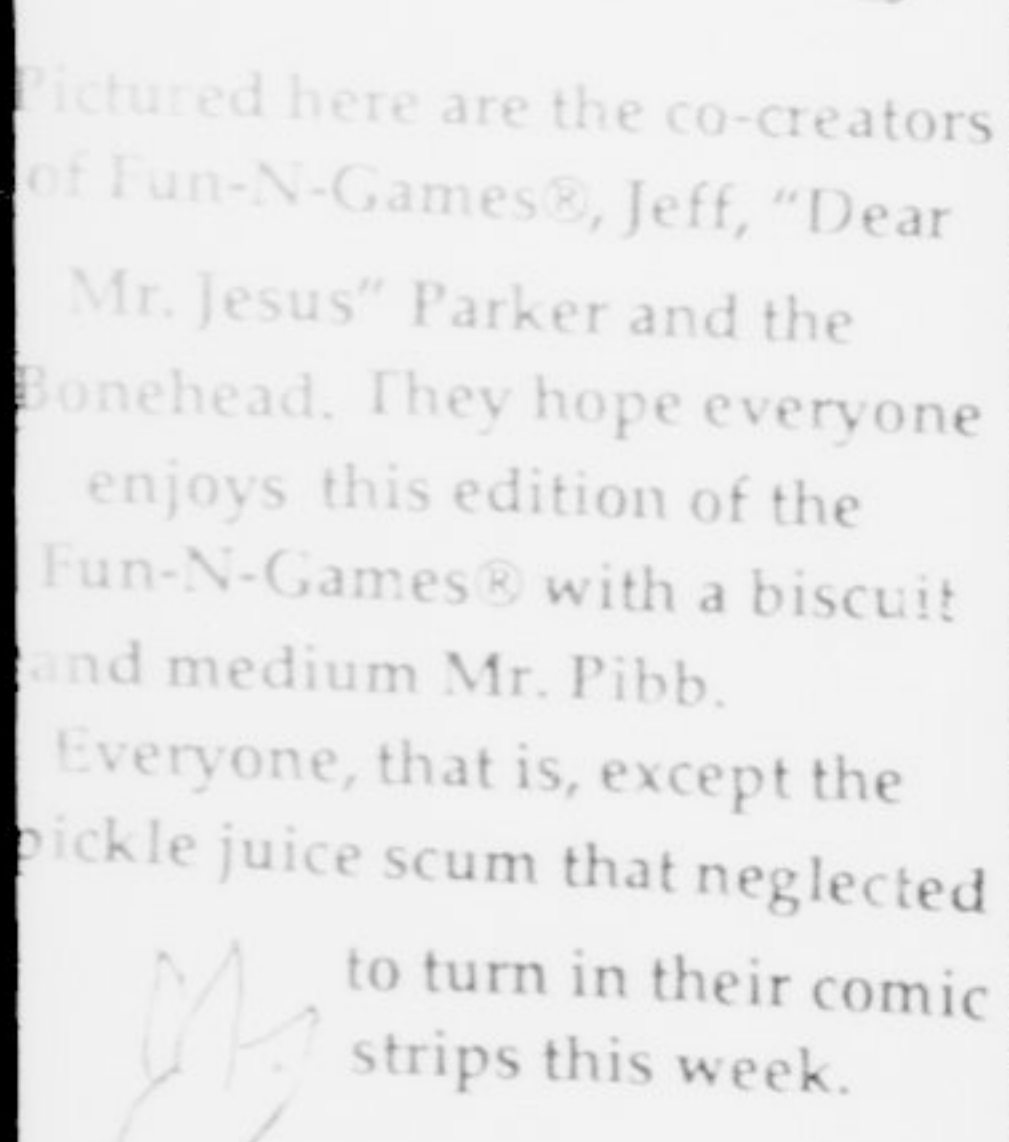 Pictured here are the co-creators
of Fun-N-Games®, Jeff, "Dear
Mr. Jesus" Parker and the
Bonehead. They hope everyone
enjoys this edition of the
Fun-N-Games® with a biscuit
and medium Mr. Pibb.
Everyone, that is, except the
pickle juice scum that neglected
to turn in their comic
strips this week.